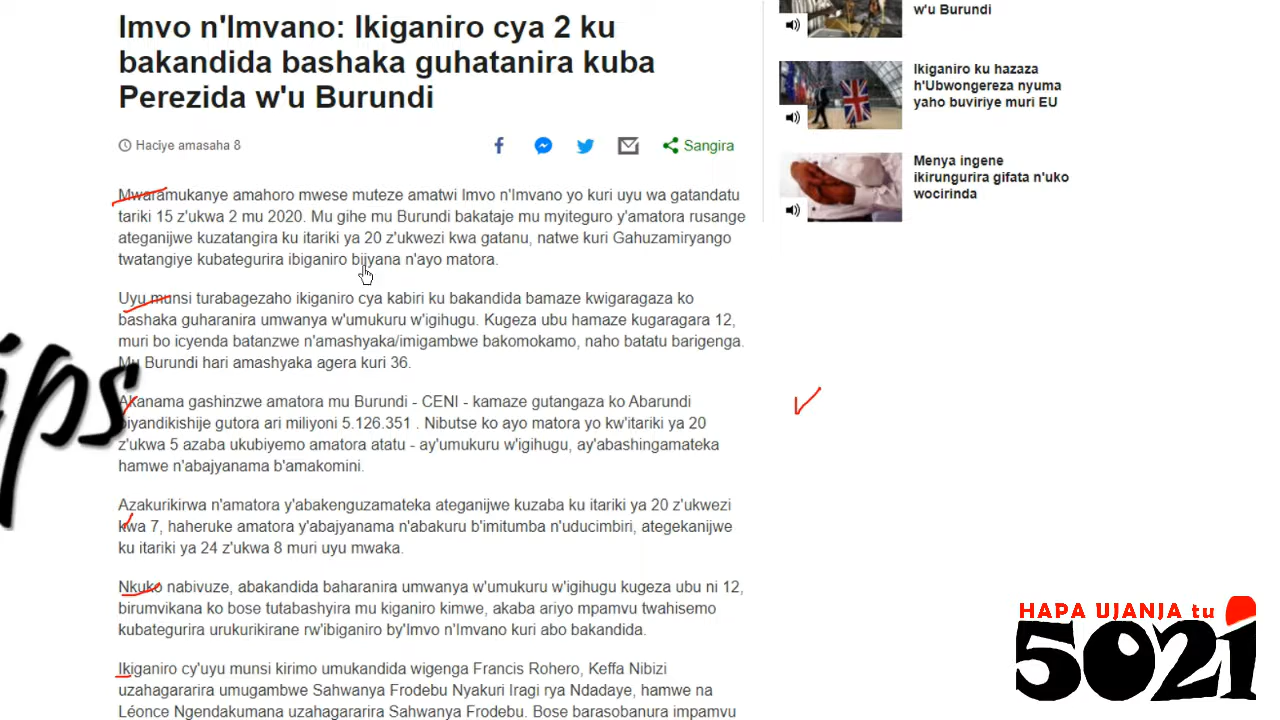 Imvo n'Imvano: Ikiganiro cya 2 ku
bakandida bashaka guhatanira kuba
Perezida w'u Burundi
Haciye amasaha 8
Sangira
Mwaramukanye amahoro mwese muteze amatwi Imvo n'Imvano yo kuri uyu wa gatandatu
tariki 15 z'ukwa 2 mu 2020. Mu gihe mu Burundi bakataje mu myiteguro y'amatora rusange
ateganijwe kuzatangira ku itariki ya 20 z'ukwezi kwa gatanu, natwe kuri Gahuzamiryango
twatangiye kubategurira ibiganiro bijyana n'ayo matora.
Uyu munsi turabagezaho ikiganiro cya kabiri ku bakandida bamaze kwigaragaza ko
bashaka guharanira umwanya w'umukuru w'igihugu. Kugeza ubu hamaze kugaragara 12,
muri bo icyenda batanzwe n'amashyaka/imigambwe bakomokamo, naho batatu barigenga.
Mu Burundi hari amashyaka agera kuri 36.
Akanama gashinzwe amatora mu Burundi - CENI - kamaze gutangaza ko Abarundi
biyandikishije gutora ari miliyoni 5.126.351 . Nibutse ko ayo matora yo kw'itariki ya 20
z'ukwa 5 azaba ukubiyemo amatora atatu - ay'umukuru w'igihugu, ay'abashingamateka
hamwe n'abajyanama b'amakomini.
Azakurikirwa n'amatora y'abakenguzamateka ateganijwe kuzaba ku itariki ya 20 z'ukwezi
kwa 7, haheruke amatora y'abajyanama n'abakuru b'imitumba n'uducimbiri, ategekanijwe
ku itariki ya 24 z'ukwa 8 muri uyu mwaka.
Nkuko nabivuze, abakandida baharanira umwanya w'umukuru w'igihugu kugeza ubu ni 12,
birumvikana ko bose tutabashyira mu kiganiro kimwe, akaba ariyo mpamvu twahisemo
kubategurira urukurikirane rw'ibiganiro by'Imvo n'Imvano kuri abo bakandida.
Ikiganiro cy'uyu munsi kirimo umukandida wigenga Francis Rohero, Keffa Nibizi
uzahagararira umugambwe Sahwanya Frodebu Nyakuri Iragi rya Ndadaye, hamwe na
Léonce Ngendakumana uzahagararira Sahwanya Frodebu. Bose barasobanura impamvu
w'u Burundi
Ikiganiro ku hazaza
h'Ubwongereza nyuma
yaho buviriye muri EU
Menya ingene
ikirungurira gifata n'uko
wocirinda
ips
HAPA UJANJA tu
5021